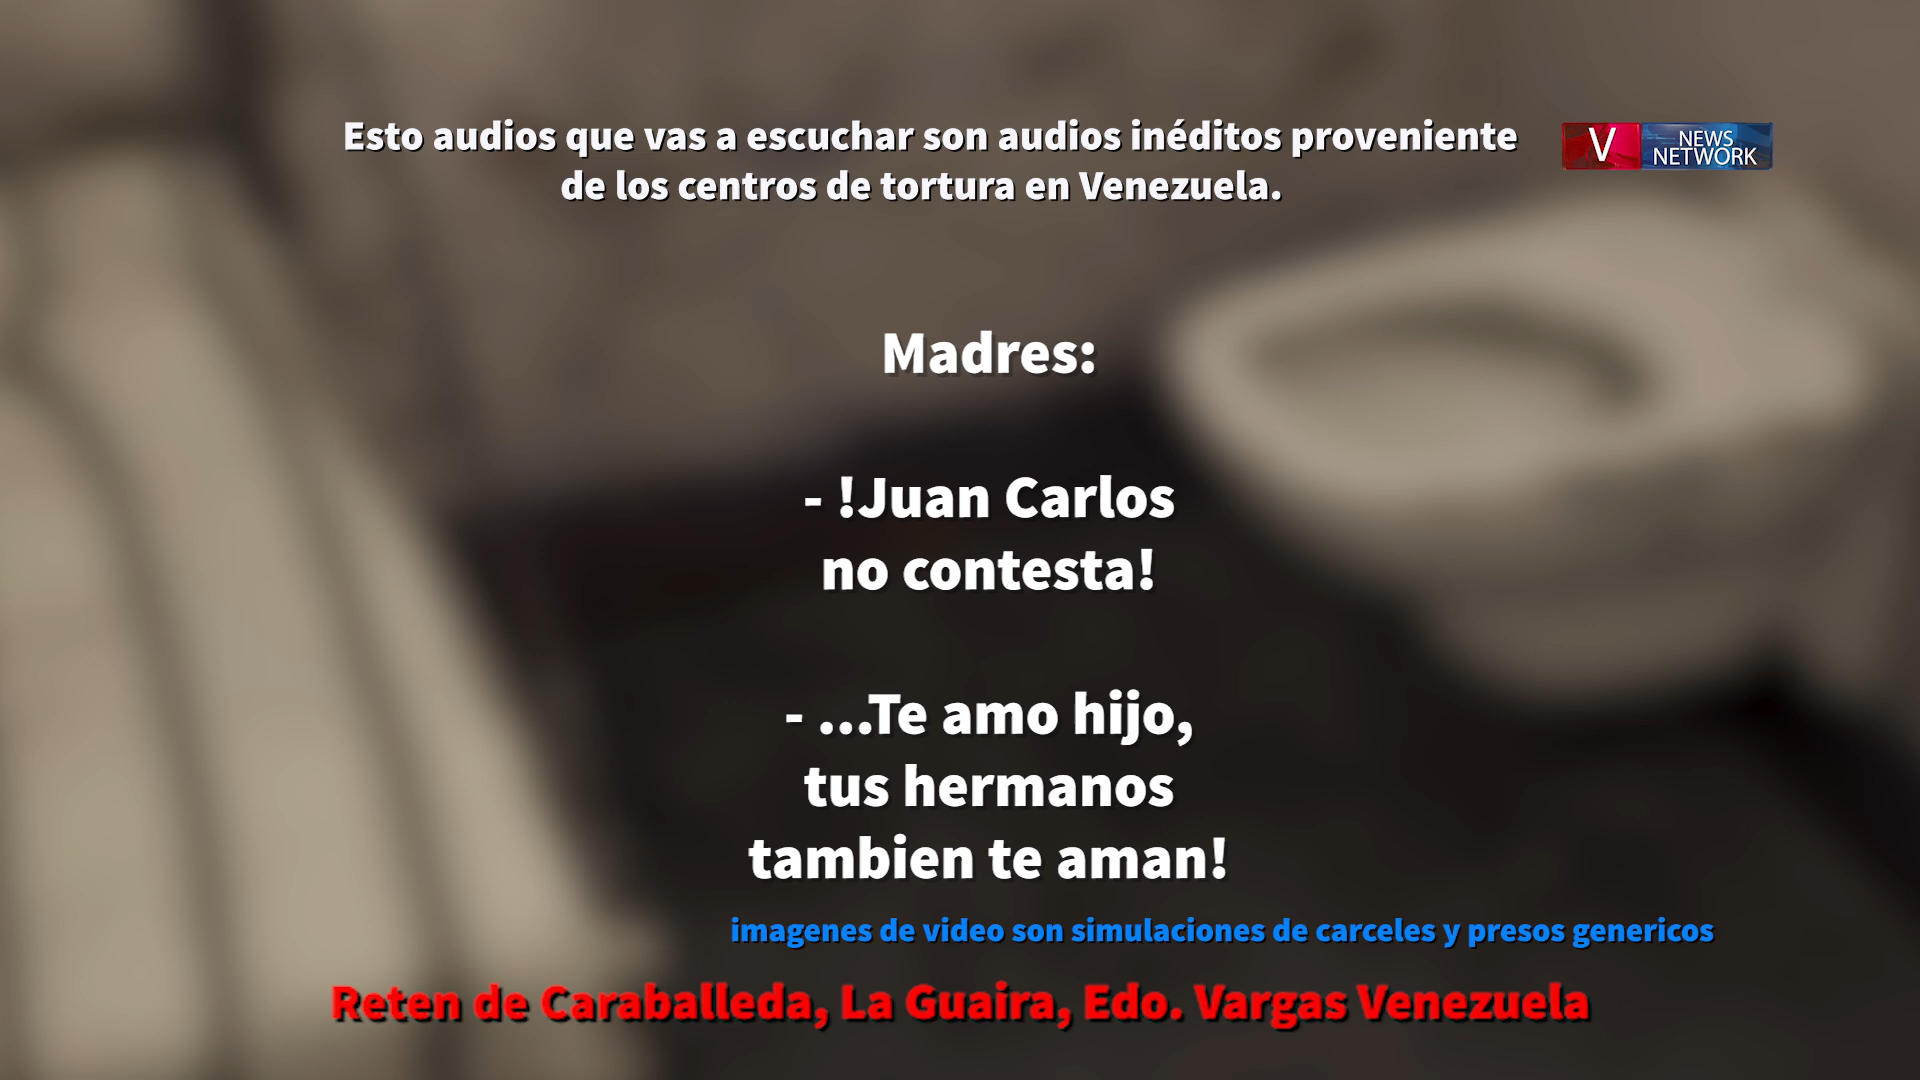 Esto audios que vas a escuchar son audios inéditos proveniente
de los centros de tortura en Venezuela.
V NEWS
NETWORK
Madres:
- !Juan Carlos
no contesta!
- ...Te amo hijo,
tus hermanos
tambien te aman!
imagenes de video son simulaciones de carceles y presos genericos
Reten de Caraballeda, La Guaira, Edo. Vargas Venezuela